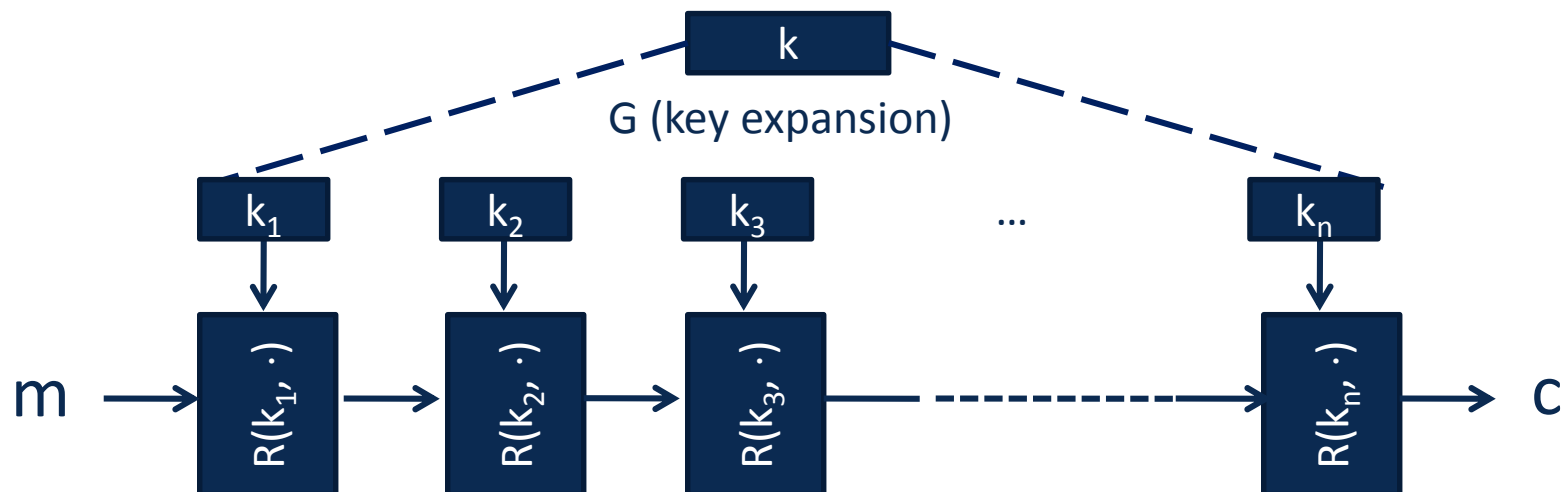 k
G (key expansion)
k₁ k₂ k₃ … kₙ
m R(k₁, ·) R(k₂, ·) R(k₃, ·) R(kₙ, ·) c